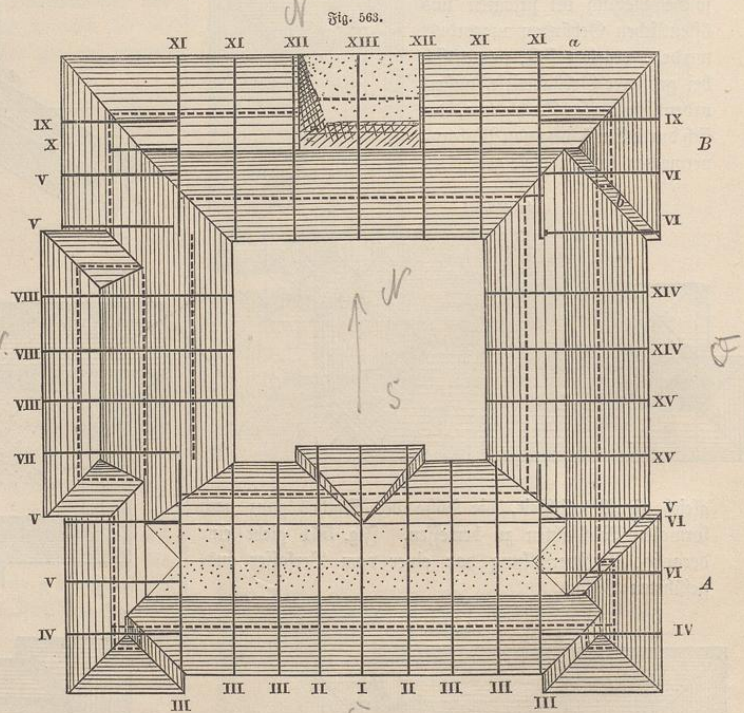 N
Fig. 563.
XI XI XII XIII XII XI XI a
IX IX
X B
V VI
V VI
VIII XIV
N
VIII XIV
S
VIII XV
VII XV
V
V VI
V VI A
IV IV
III III III II I II III III III